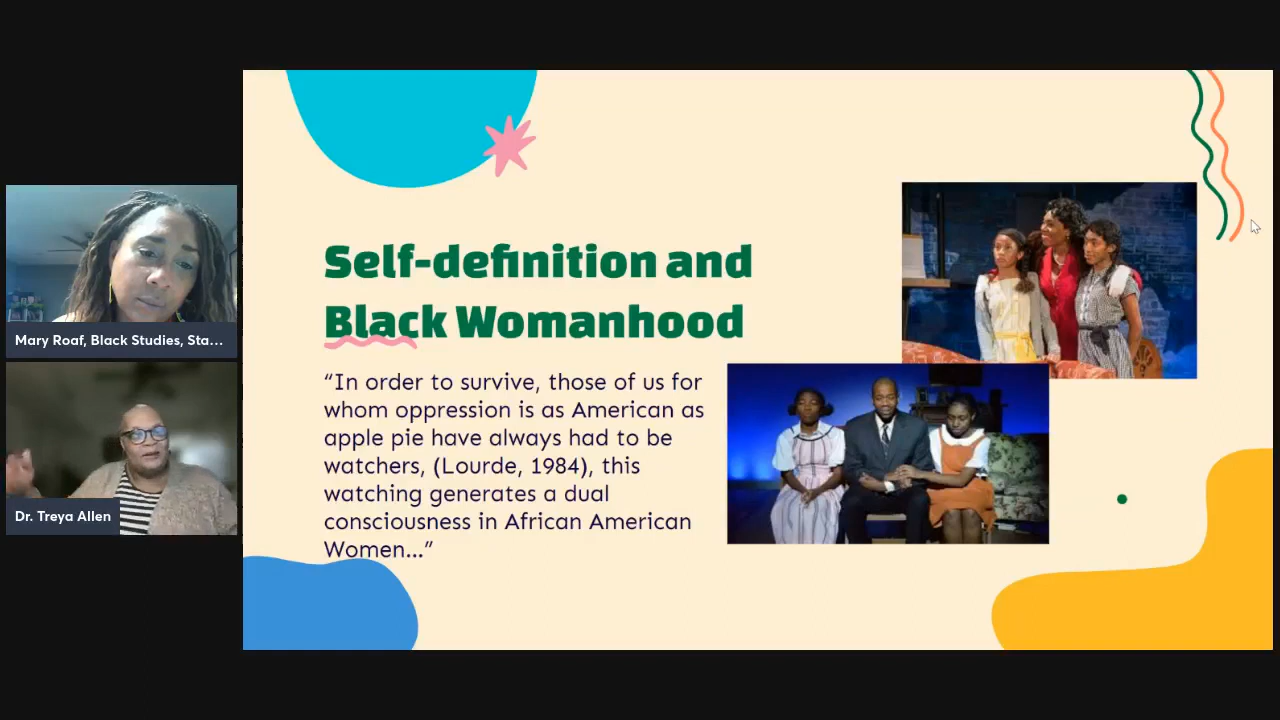 Self-definition and
Black Womanhood
“In order to survive, those of us for
whom oppression is as American as
apple pie have always had to be
watchers, (Lourde, 1984), this
watching generates a dual
consciousness in African American
Women...”
Mary Roaf, Black Studies, Sta...
Dr. Treya Allen